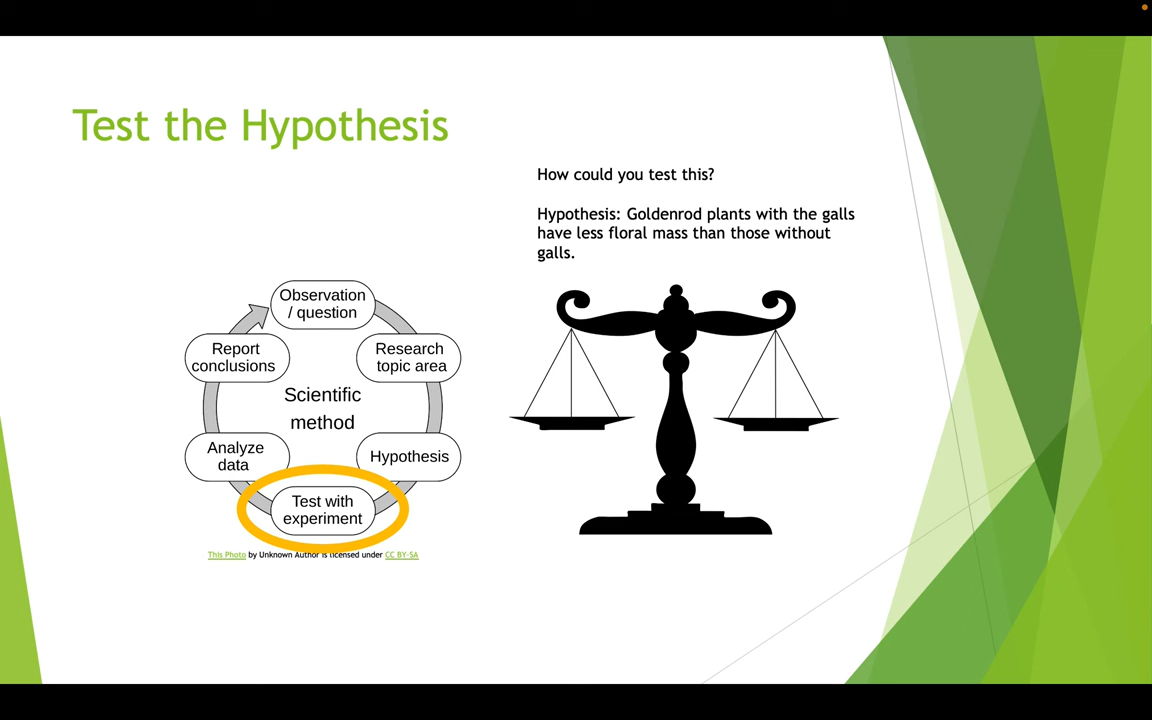 Test the Hypothesis
How could you test this?
Hypothesis: Goldenrod plants with the galls
have less floral mass than those without
galls.
Observation
/ question
Research
topic area
Hypothesis
Test with
experiment
Analyze
data
Report
conclusions
Scientific
method
This Photo by Unknown Author is licensed under CC BY-SA